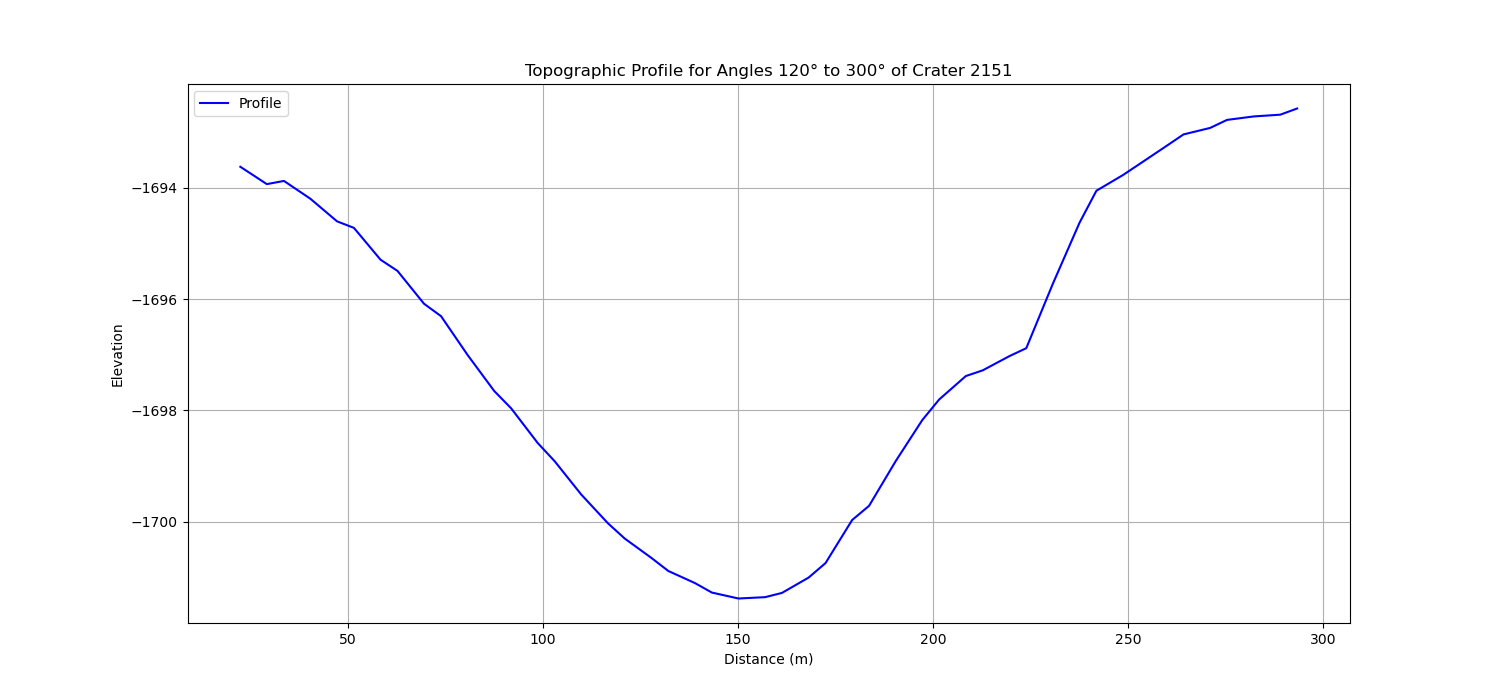 Topographic Profile for Angles 120° to 300° of Crater 2151
Profile
−1694
−1696
−1698
−1700
Elevation
50
100
150
200
250
300
Distance (m)